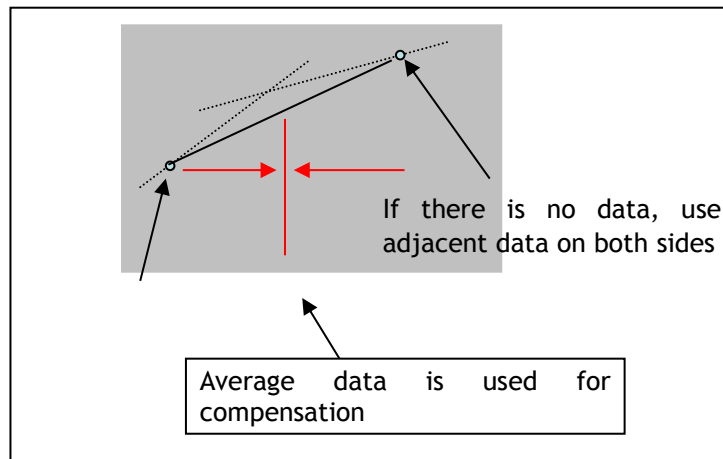 If there is no data, use
adjacent data on both sides
Average data is used for
compensation